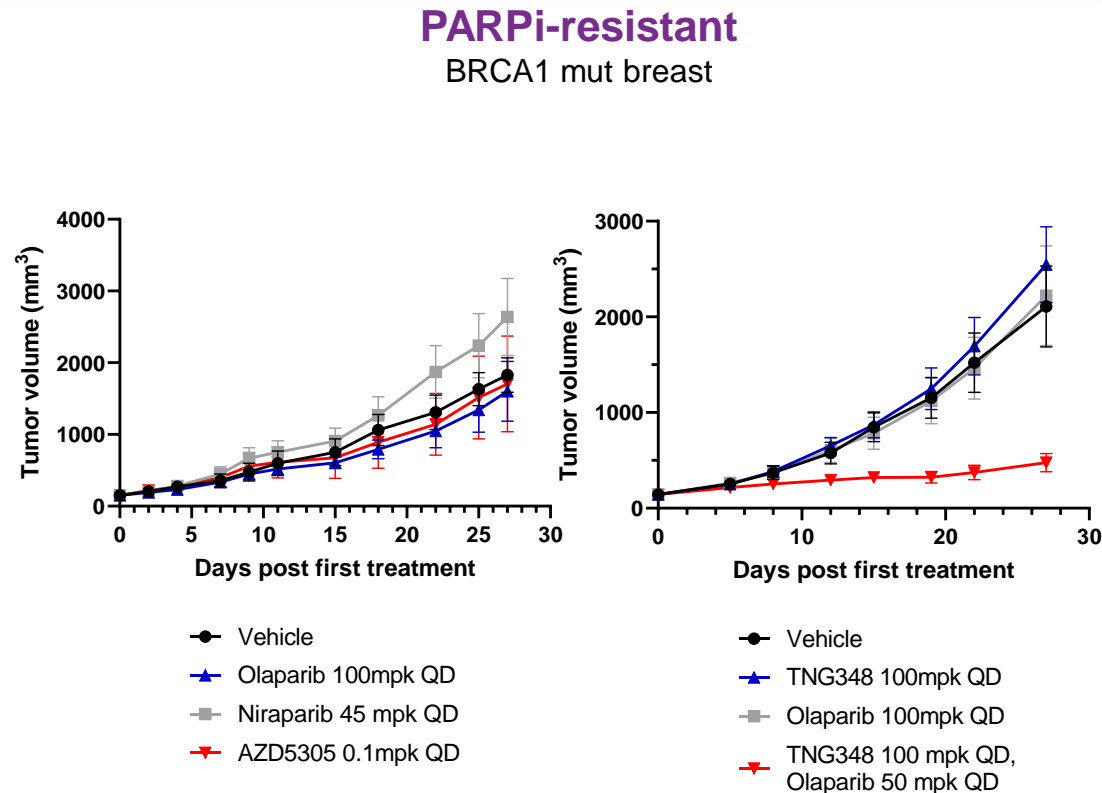 PARPi-resistant
BRCA1 mut breast
Tumor volume (mm³)
4000
3000
2000
1000
0
0 5 10 15 20 25 30
Days post first treatment
Vehicle
Olaparib 100mpk QD
Niraparib 45 mpk QD
AZD5305 0.1mpk QD
Tumor volume (mm³)
3000
2000
1000
0
0 10 20 30
Days post first treatment
Vehicle
TNG348 100mpk QD
Olaparib 100mpk QD
TNG348 100 mpk QD,
Olaparib 50 mpk QD